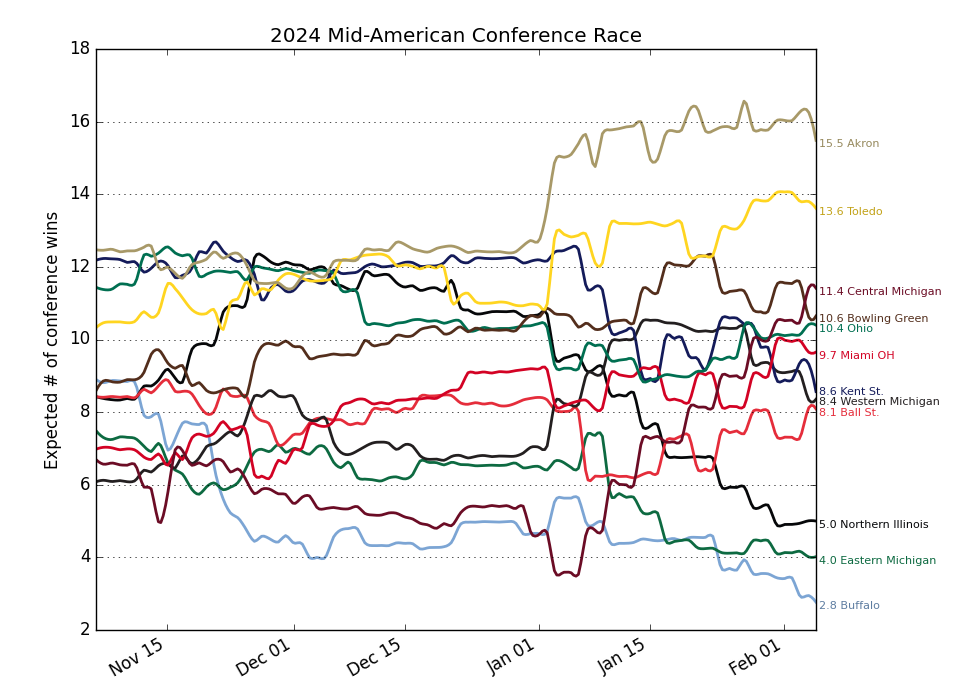 2024 Mid-American Conference Race
Expected # of conference wins
18
16
14
12
10
8
6
4
2
15.5 Akron
13.6 Toledo
11.4 Central Michigan
10.6 Bowling Green
10.4 Ohio
9.7 Miami OH
8.6 Kent St.
8.4 Western Michigan
8.1 Ball St.
5.0 Northern Illinois
4.0 Eastern Michigan
2.8 Buffalo
Nov 15
Dec 01
Dec 15
Jan 01
Jan 15
Feb 01